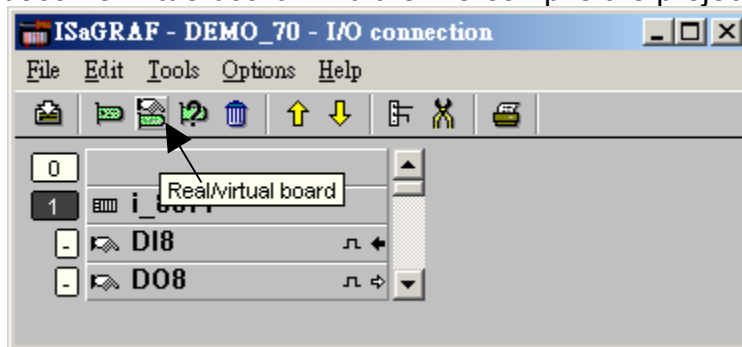 ISaGRAF - DEMO_70 - I/O connection
File Edit Tools Options Help
0
Real/virtual board
1
- DI8
- DO8